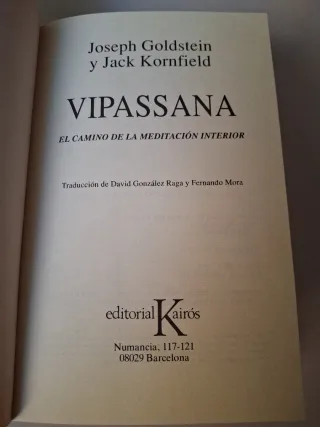 Joseph Goldstein
y Jack Kornfield
VIPASSANA
EL CAMINO DE LA MEDITACIÓN INTERIOR
Traducción de David González Raga y Fernando Mora
editorial Kairós
Numancia, 117-121
08029 Barcelona